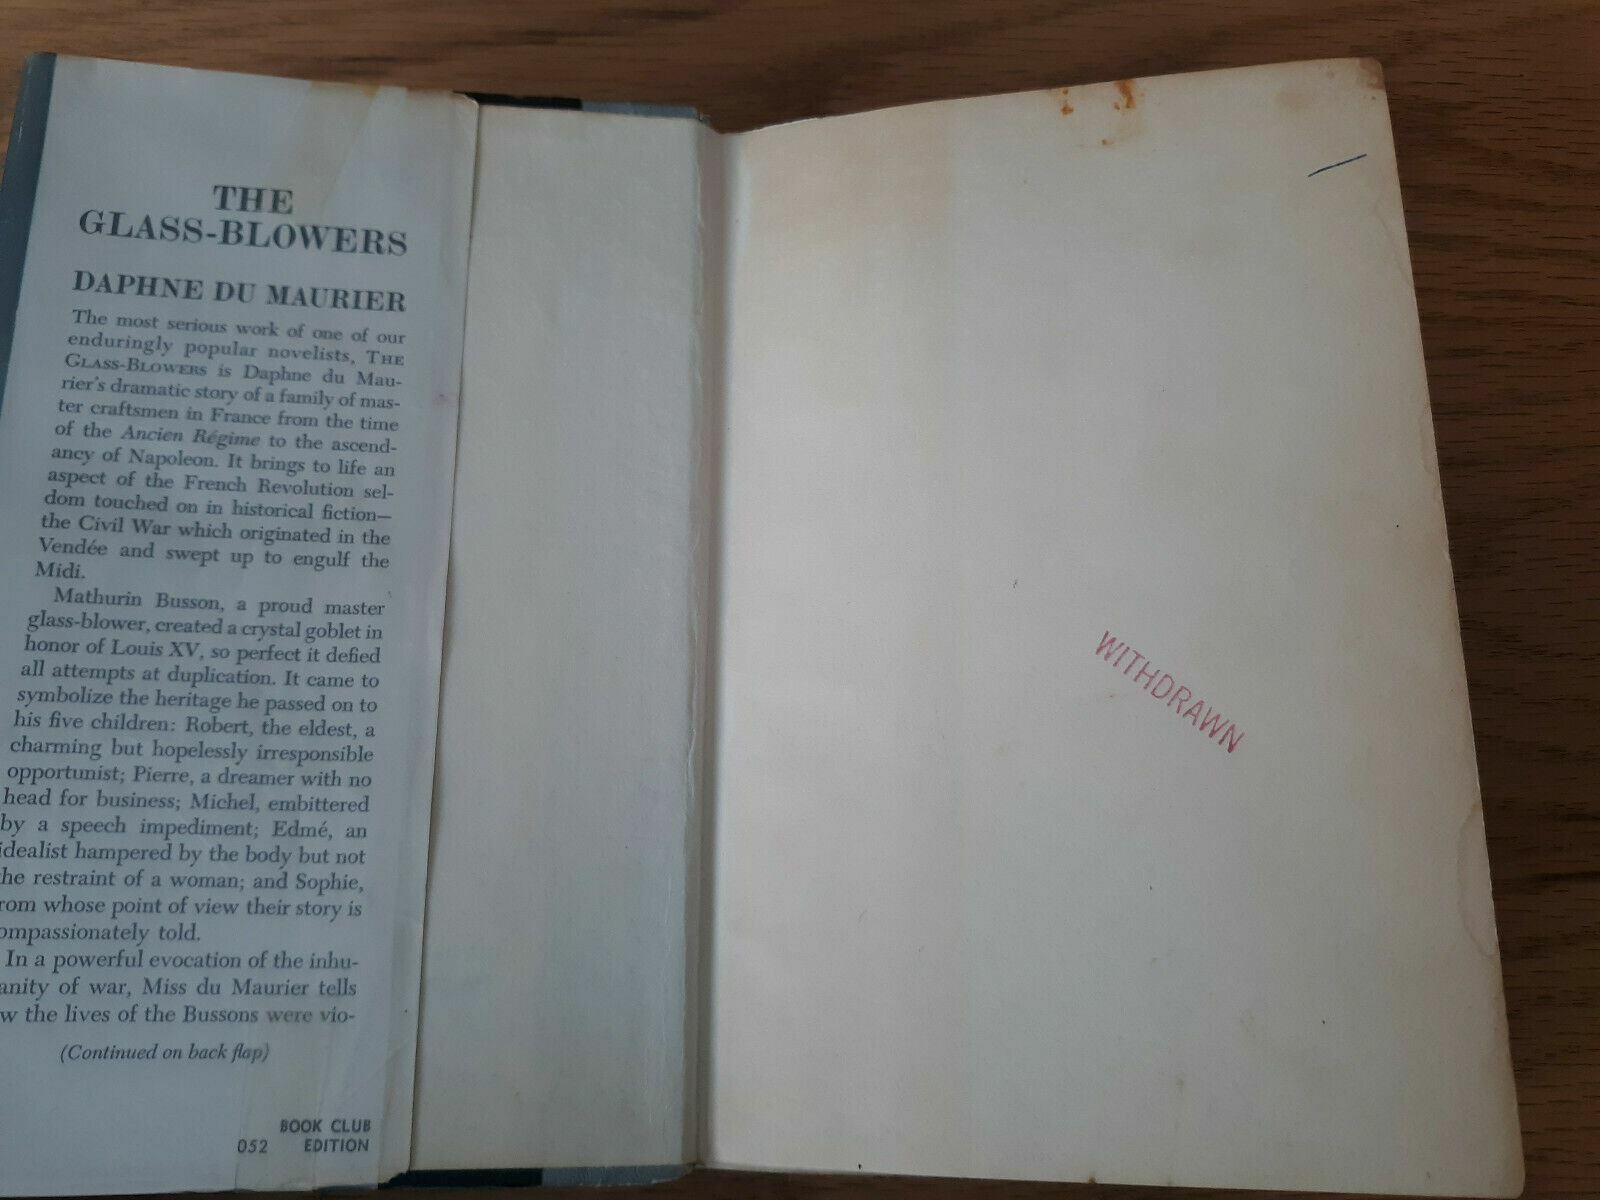 THE
GLASS-BLOWERS
DAPHNE DU MAURIER
The most serious work of one of our
enduringly popular novelists, THE
GLASS-BLOWERS is Daphne du Mau-
rier's dramatic story of a family of mas-
ter craftsmen in France from the time
of the Ancien Régime to the ascend-
ancy of Napoleon. It brings to life an
aspect of the French Revolution sel-
dom touched on in historical fiction—
the Civil War which originated in the
Vendée and swept up to engulf the
Midi.
Mathurin Busson, a proud master
glass-blower, created a crystal goblet in
honor of Louis XV, so perfect it defied
all attempts at duplication. It came to
symbolize the heritage he passed on to
his five children: Robert, the eldest, a
charming but hopelessly irresponsible
opportunist; Pierre, a dreamer with no
head for business; Michel, embittered
by a speech impediment; Edmé, an
idealist hampered by the body but not
he restraint of a woman; and Sophie,
rom whose point of view their story is
ompassionately told.
In a powerful evocation of the inhu-
anity of war, Miss du Maurier tells
w the lives of the Bussons were vio-
(Continued on back flap)
BOOK CLUB
052 EDITION
WITHDRAWN